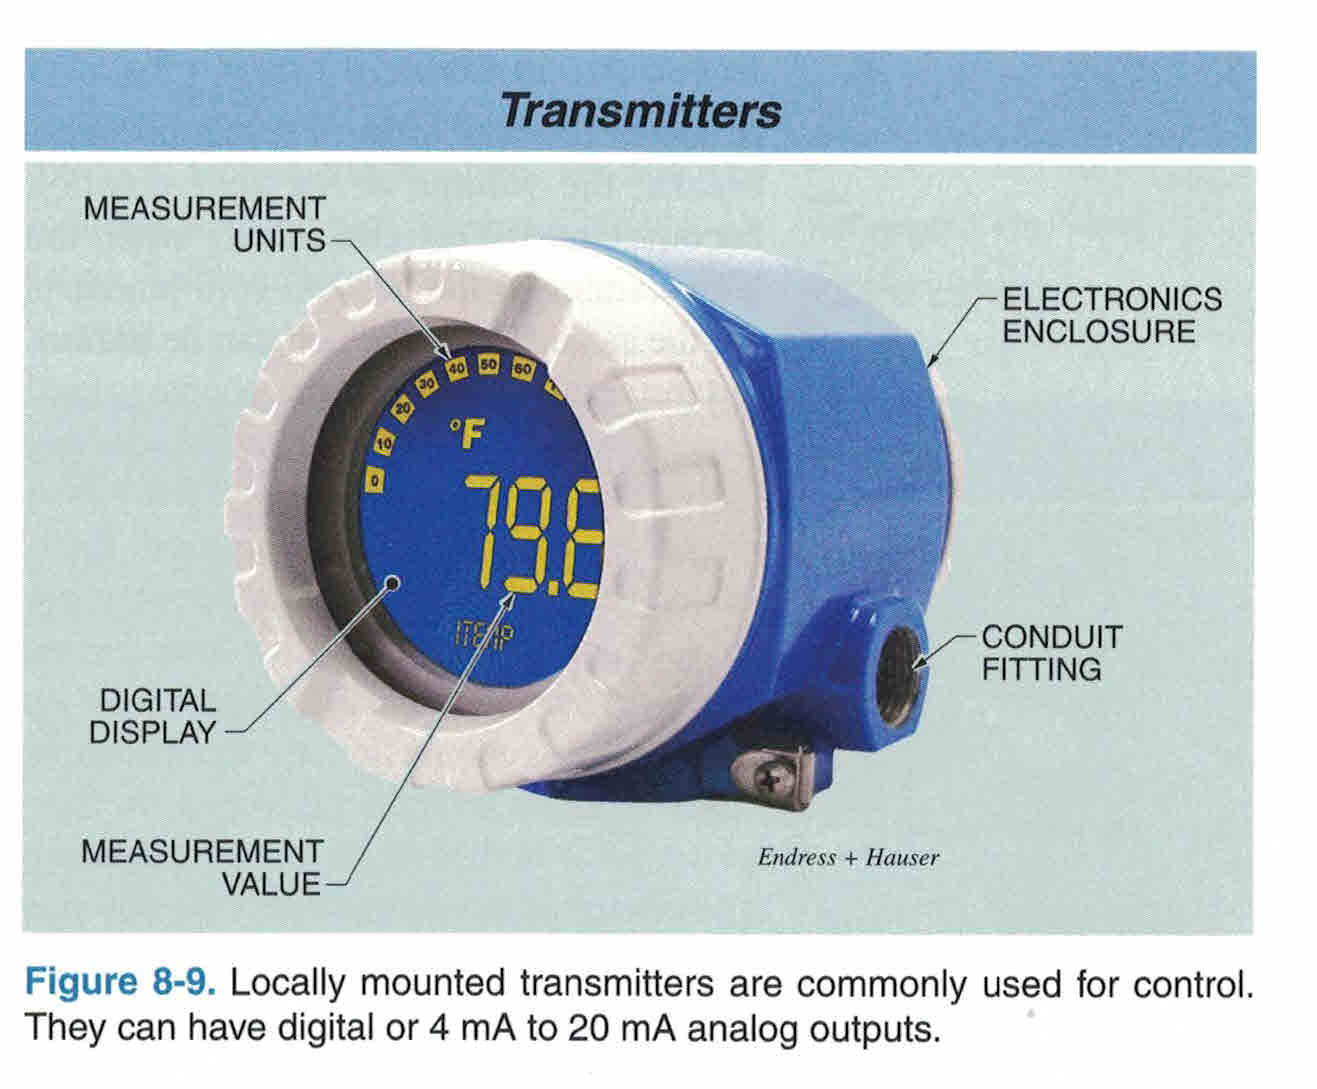 Transmitters
MEASUREMENT
UNITS
ELECTRONICS
ENCLOSURE
0
10
20
30
40
50
60
°F
79.
ITEMP
CONDUIT
FITTING
DIGITAL
DISPLAY
MEASUREMENT
VALUE
Endress + Hauser
Figure 8-9. Locally mounted transmitters are commonly used for control.
They can have digital or 4 mA to 20 mA analog outputs.